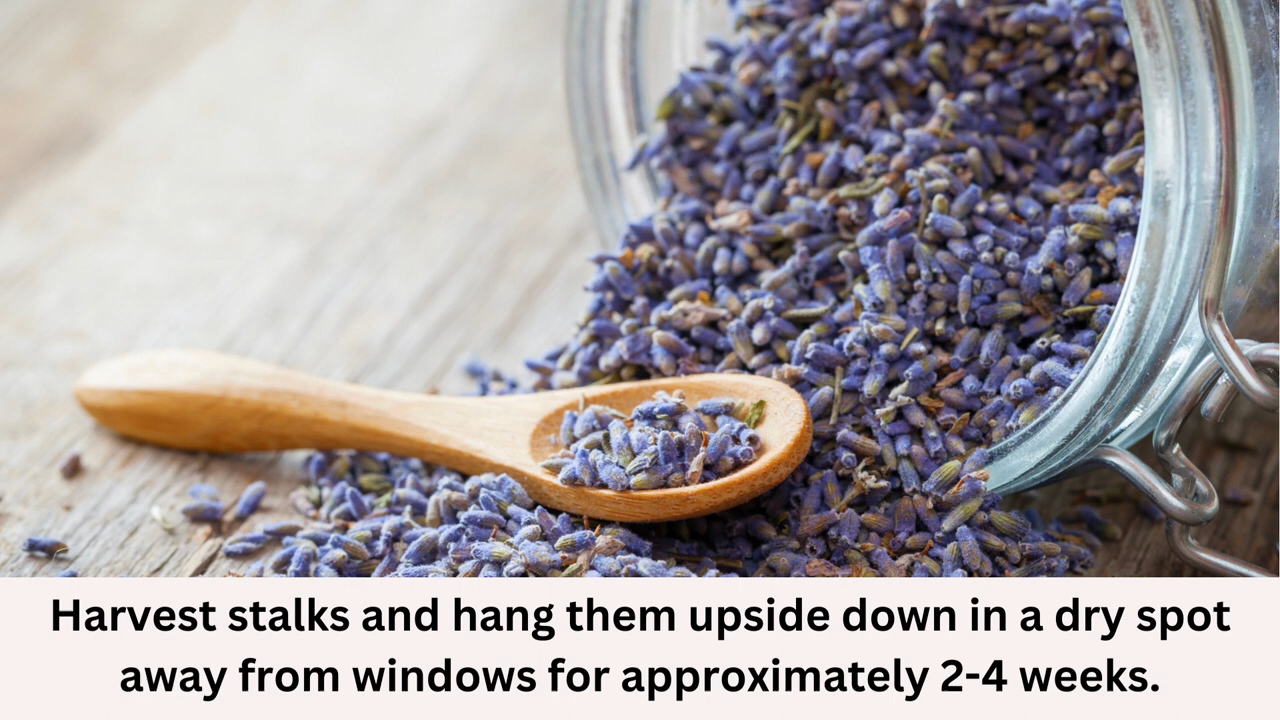 Harvest stalks and hang them upside down in a dry spot
away from windows for approximately 2-4 weeks.